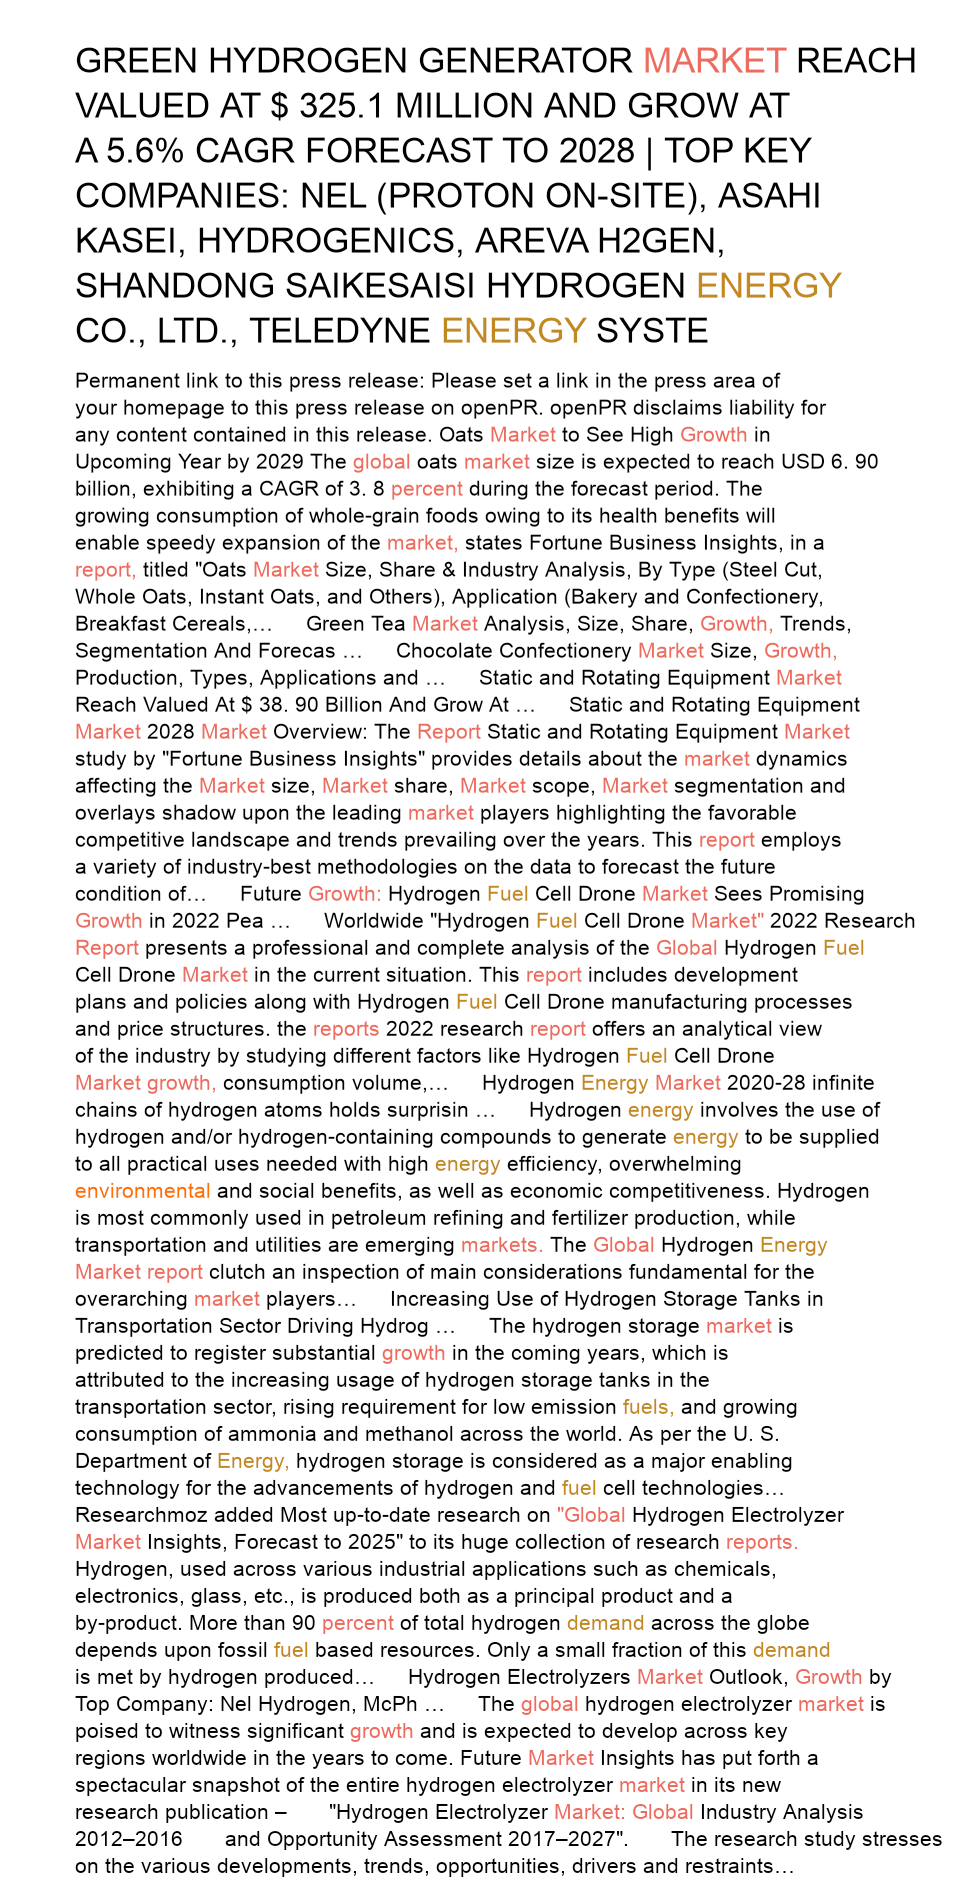 GREEN HYDROGEN GENERATOR MARKET REACH
VALUED AT $ 325.1 MILLION AND GROW AT
A 5.6% CAGR FORECAST TO 2028 | TOP KEY
COMPANIES: NEL (PROTON ON-SITE), ASAHI
KASEI, HYDROGENICS, AREVA H2GEN,
SHANDONG SAIKESAISI HYDROGEN ENERGY
CO., LTD., TELEDYNE ENERGY SYSTE
Permanent link to this press release: Please set a link in the press area of
your homepage to this press release on openPR. openPR disclaims liability for
any content contained in this release. Oats Market to See High Growth in
Upcoming Year by 2029 The global oats market size is expected to reach USD 6. 90
billion, exhibiting a CAGR of 3. 8 percent during the forecast period. The
growing consumption of whole-grain foods owing to its health benefits will
enable speedy expansion of the market, states Fortune Business Insights, in a
report, titled "Oats Market Size, Share & Industry Analysis, By Type (Steel Cut,
Whole Oats, Instant Oats, and Others), Application (Bakery and Confectionery,
Breakfast Cereals,… Green Tea Market Analysis, Size, Share, Growth, Trends,
Segmentation And Forecas … Chocolate Confectionery Market Size, Growth,
Production, Types, Applications and … Static and Rotating Equipment Market
Reach Valued At $ 38. 90 Billion And Grow At … Static and Rotating Equipment
Market 2028 Market Overview: The Report Static and Rotating Equipment Market
study by "Fortune Business Insights" provides details about the market dynamics
affecting the Market size, Market share, Market scope, Market segmentation and
overlays shadow upon the leading market players highlighting the favorable
competitive landscape and trends prevailing over the years. This report employs
a variety of industry-best methodologies on the data to forecast the future
condition of… Future Growth: Hydrogen Fuel Cell Drone Market Sees Promising
Growth in 2022 Pea … Worldwide "Hydrogen Fuel Cell Drone Market" 2022 Research
Report presents a professional and complete analysis of the Global Hydrogen Fuel
Cell Drone Market in the current situation. This report includes development
plans and policies along with Hydrogen Fuel Cell Drone manufacturing processes
and price structures. the reports 2022 research report offers an analytical view
of the industry by studying different factors like Hydrogen Fuel Cell Drone
Market growth, consumption volume,… Hydrogen Energy Market 2020-28 infinite
chains of hydrogen atoms holds surprisin … Hydrogen energy involves the use of
hydrogen and/or hydrogen-containing compounds to generate energy to be supplied
to all practical uses needed with high energy efficiency, overwhelming
environmental and social benefits, as well as economic competitiveness. Hydrogen
is most commonly used in petroleum refining and fertilizer production, while
transportation and utilities are emerging markets. The Global Hydrogen Energy
Market report clutch an inspection of main considerations fundamental for the
overarching market players… Increasing Use of Hydrogen Storage Tanks in
Transportation Sector Driving Hydrog … The hydrogen storage market is
predicted to register substantial growth in the coming years, which is
attributed to the increasing usage of hydrogen storage tanks in the
transportation sector, rising requirement for low emission fuels, and growing
consumption of ammonia and methanol across the world. As per the U. S.
Department of Energy, hydrogen storage is considered as a major enabling
technology for the advancements of hydrogen and fuel cell technologies…
Researchmoz added Most up-to-date research on "Global Hydrogen Electrolyzer
Market Insights, Forecast to 2025" to its huge collection of research reports.
Hydrogen, used across various industrial applications such as chemicals,
electronics, glass, etc., is produced both as a principal product and a
by-product. More than 90 percent of total hydrogen demand across the globe
depends upon fossil fuel based resources. Only a small fraction of this demand
is met by hydrogen produced… Hydrogen Electrolyzers Market Outlook, Growth by
Top Company: Nel Hydrogen, McPh … The global hydrogen electrolyzer market is
poised to witness significant growth and is expected to develop across key
regions worldwide in the years to come. Future Market Insights has put forth a
spectacular snapshot of the entire hydrogen electrolyzer market in its new
research publication – "Hydrogen Electrolyzer Market: Global Industry Analysis
2012–2016 and Opportunity Assessment 2017–2027". The research study stresses
on the various developments, trends, opportunities, drivers and restraints…